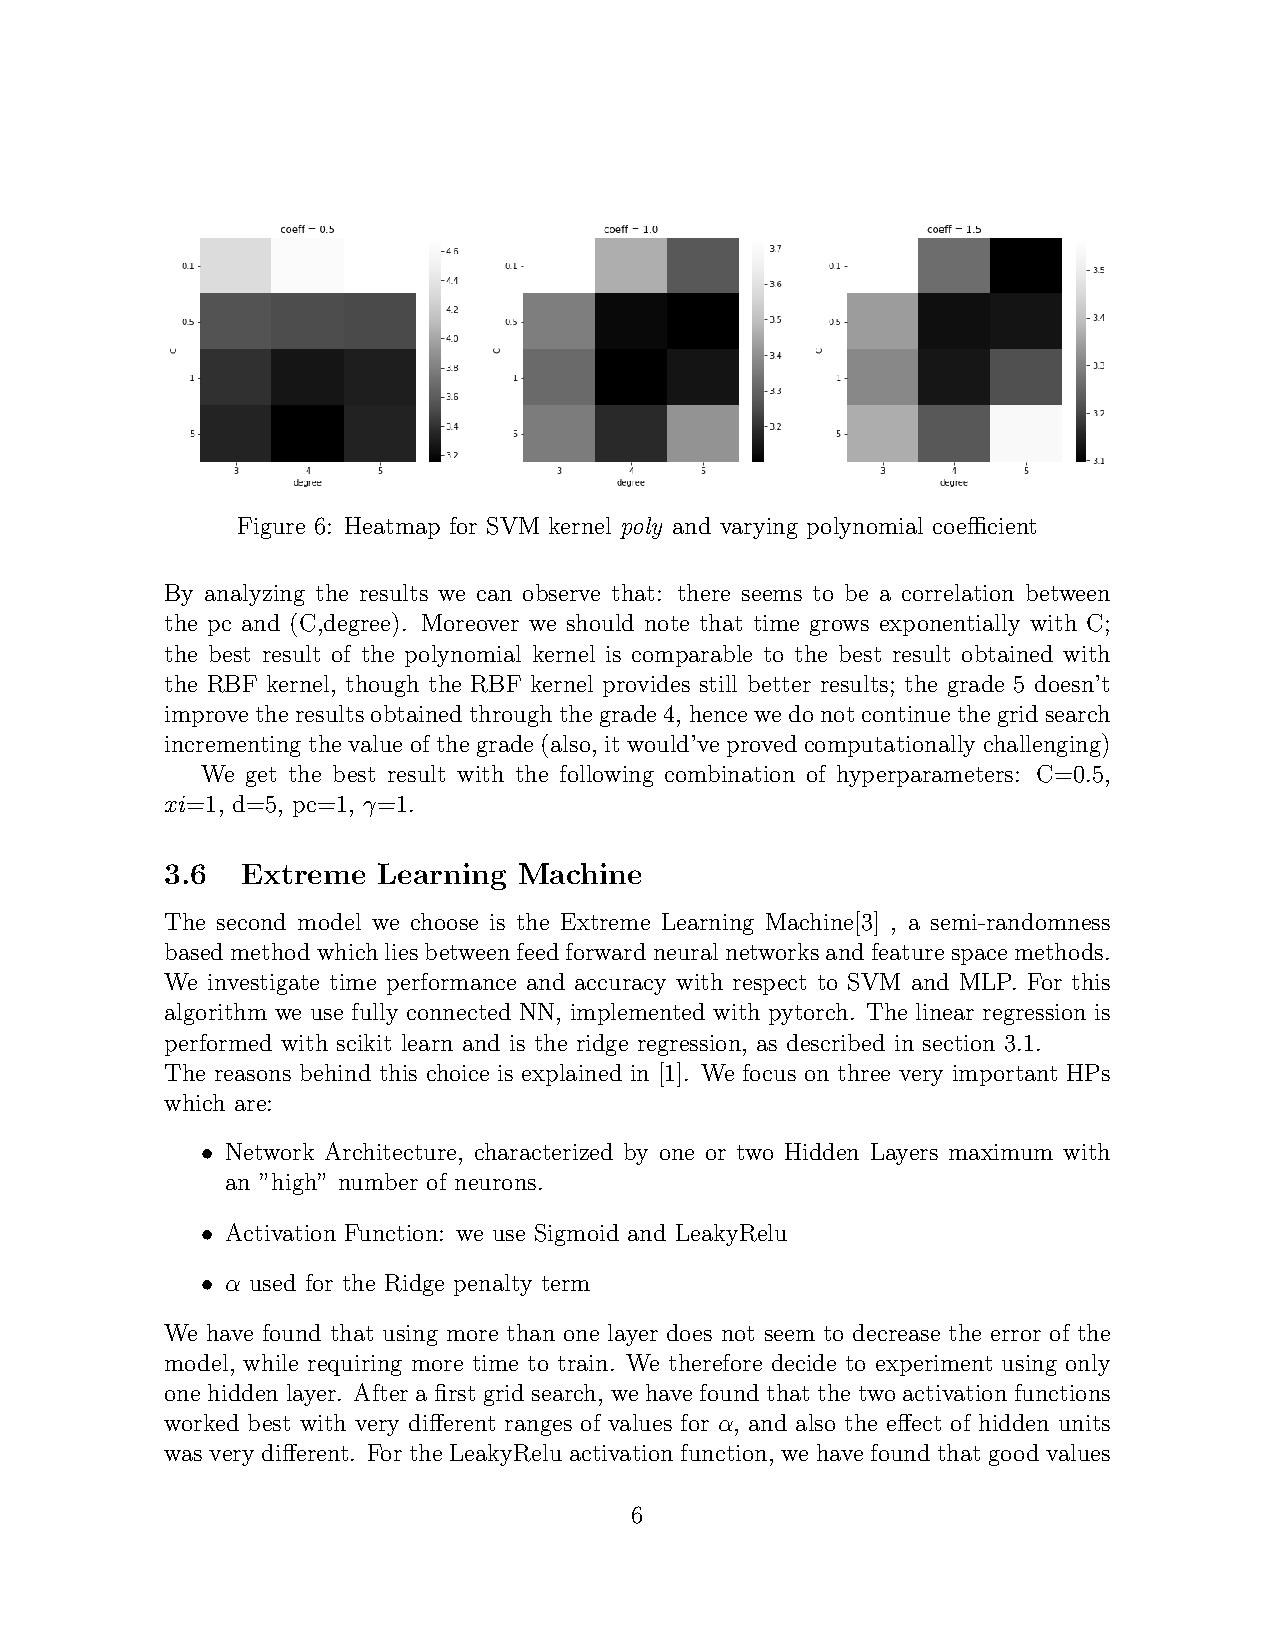 coeff = 0.5 coeff = 1.0 coeff = 1.5
0.1 0.5 1 5
C
3 4 5
degree
4.6 4.4 4.2 4.0 3.8 3.6 3.4 3.2
0.1 0.5 1 5
C
3 4 5
degree
3.7 3.6 3.5 3.4 3.3 3.2
0.1 0.5 1 5
C
3 4 5
degree
3.5 3.4 3.3 3.2 3.1
Figure 6: Heatmap for SVM kernel poly and varying polynomial coefficient
By analyzing the results we can observe that: there seems to be a correlation between
the pc and (C,degree). Moreover we should note that time grows exponentially with C;
the best result of the polynomial kernel is comparable to the best result obtained with
the RBF kernel, though the RBF kernel provides still better results; the grade 5 doesn't
improve the results obtained through the grade 4, hence we do not continue the grid search
incrementing the value of the grade (also, it would've proved computationally challenging)
We get the best result with the following combination of hyperparameters: C=0.5,
xi=1, d=5, pc=1, γ=1.
3.6 Extreme Learning Machine
The second model we choose is the Extreme Learning Machine[3] , a semi-randomness
based method which lies between feed forward neural networks and feature space methods.
We investigate time performance and accuracy with respect to SVM and MLP. For this
algorithm we use fully connected NN, implemented with pytorch. The linear regression is
performed with scikit learn and is the ridge regression, as described in section 3.1.
The reasons behind this choice is explained in [1]. We focus on three very important HPs
which are:
• Network Architecture, characterized by one or two Hidden Layers maximum with
an ”high” number of neurons.
• Activation Function: we use Sigmoid and LeakyRelu
• α used for the Ridge penalty term
We have found that using more than one layer does not seem to decrease the error of the
model, while requiring more time to train. We therefore decide to experiment using only
one hidden layer. After a first grid search, we have found that the two activation functions
worked best with very different ranges of values for α, and also the effect of hidden units
was very different. For the LeakyRelu activation function, we have found that good values
6